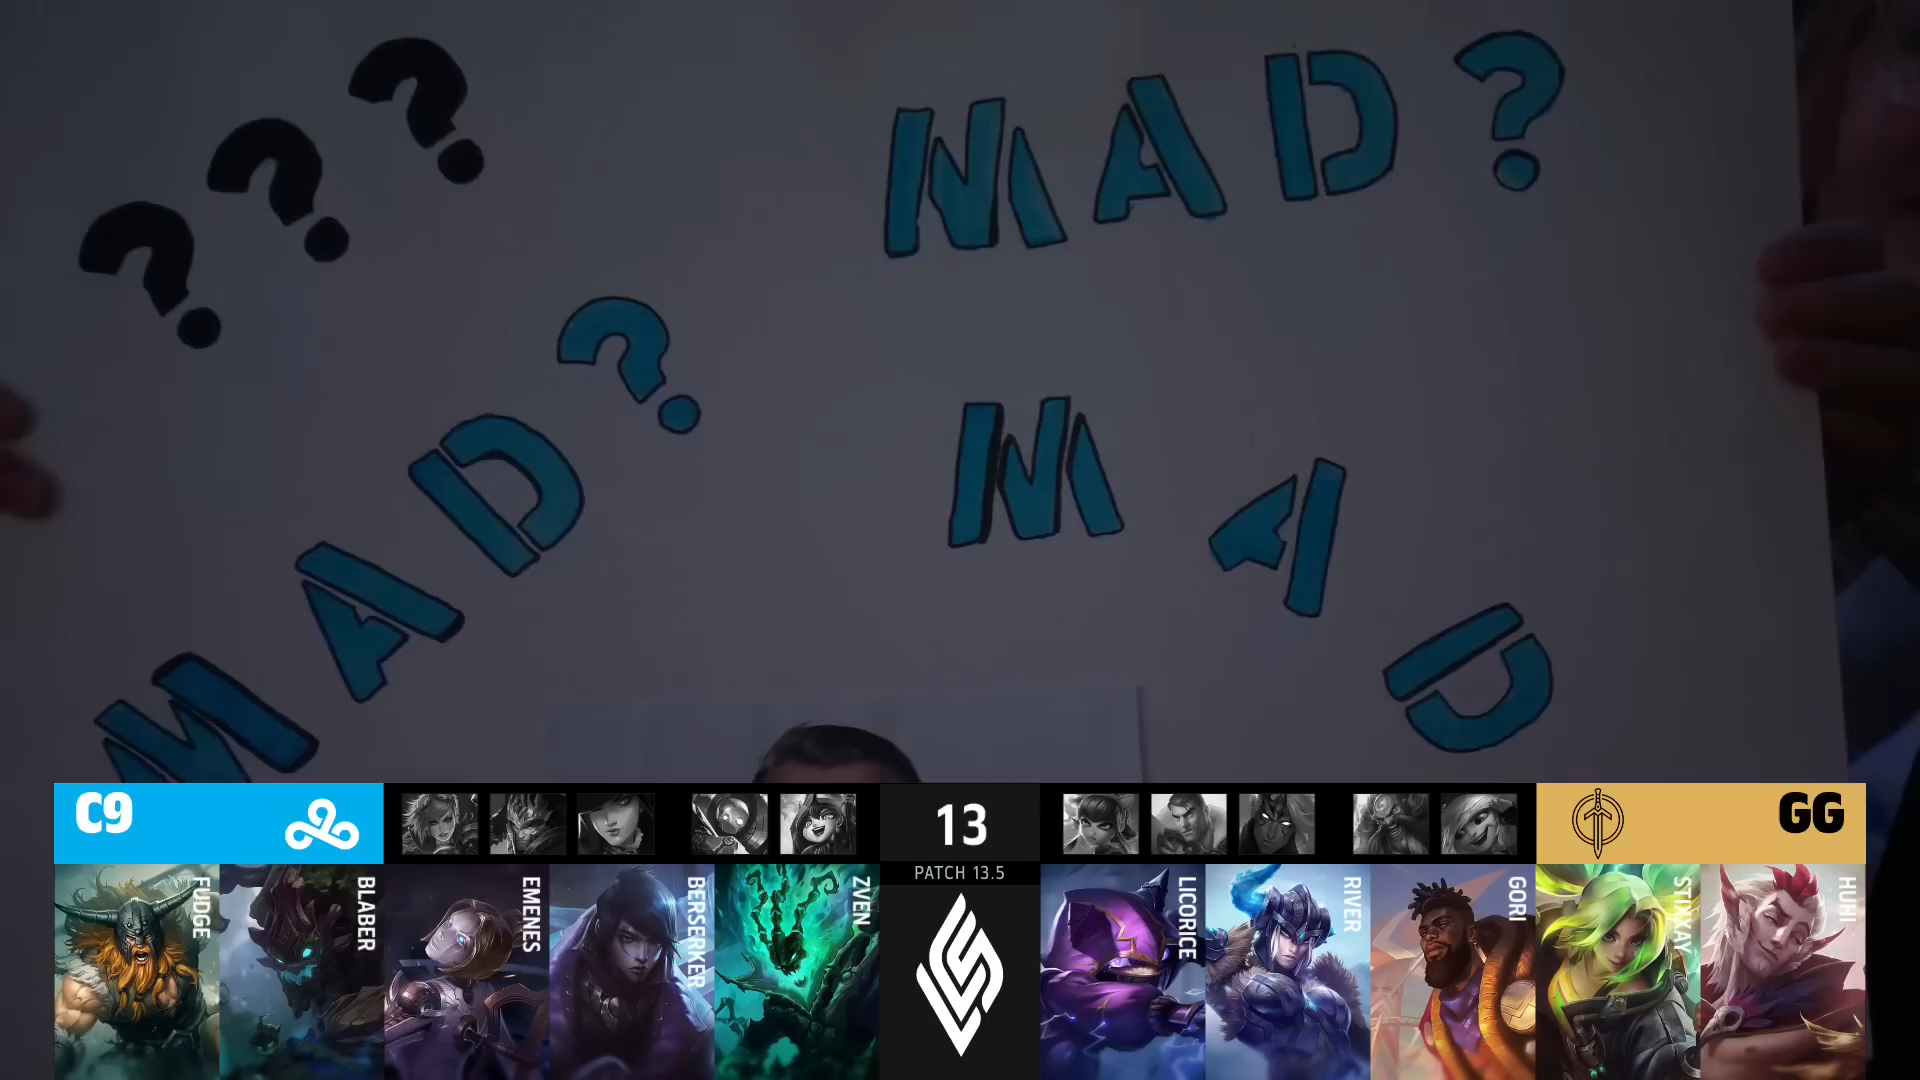 ???
MAD?
MAD?
MAD
C9
13
GG
PATCH 13.5
FUDGE
BLABER
EMENES
BERSERKER
ZVEN
LICORICE
RIVER
GORI
STIXXAY
HUHI